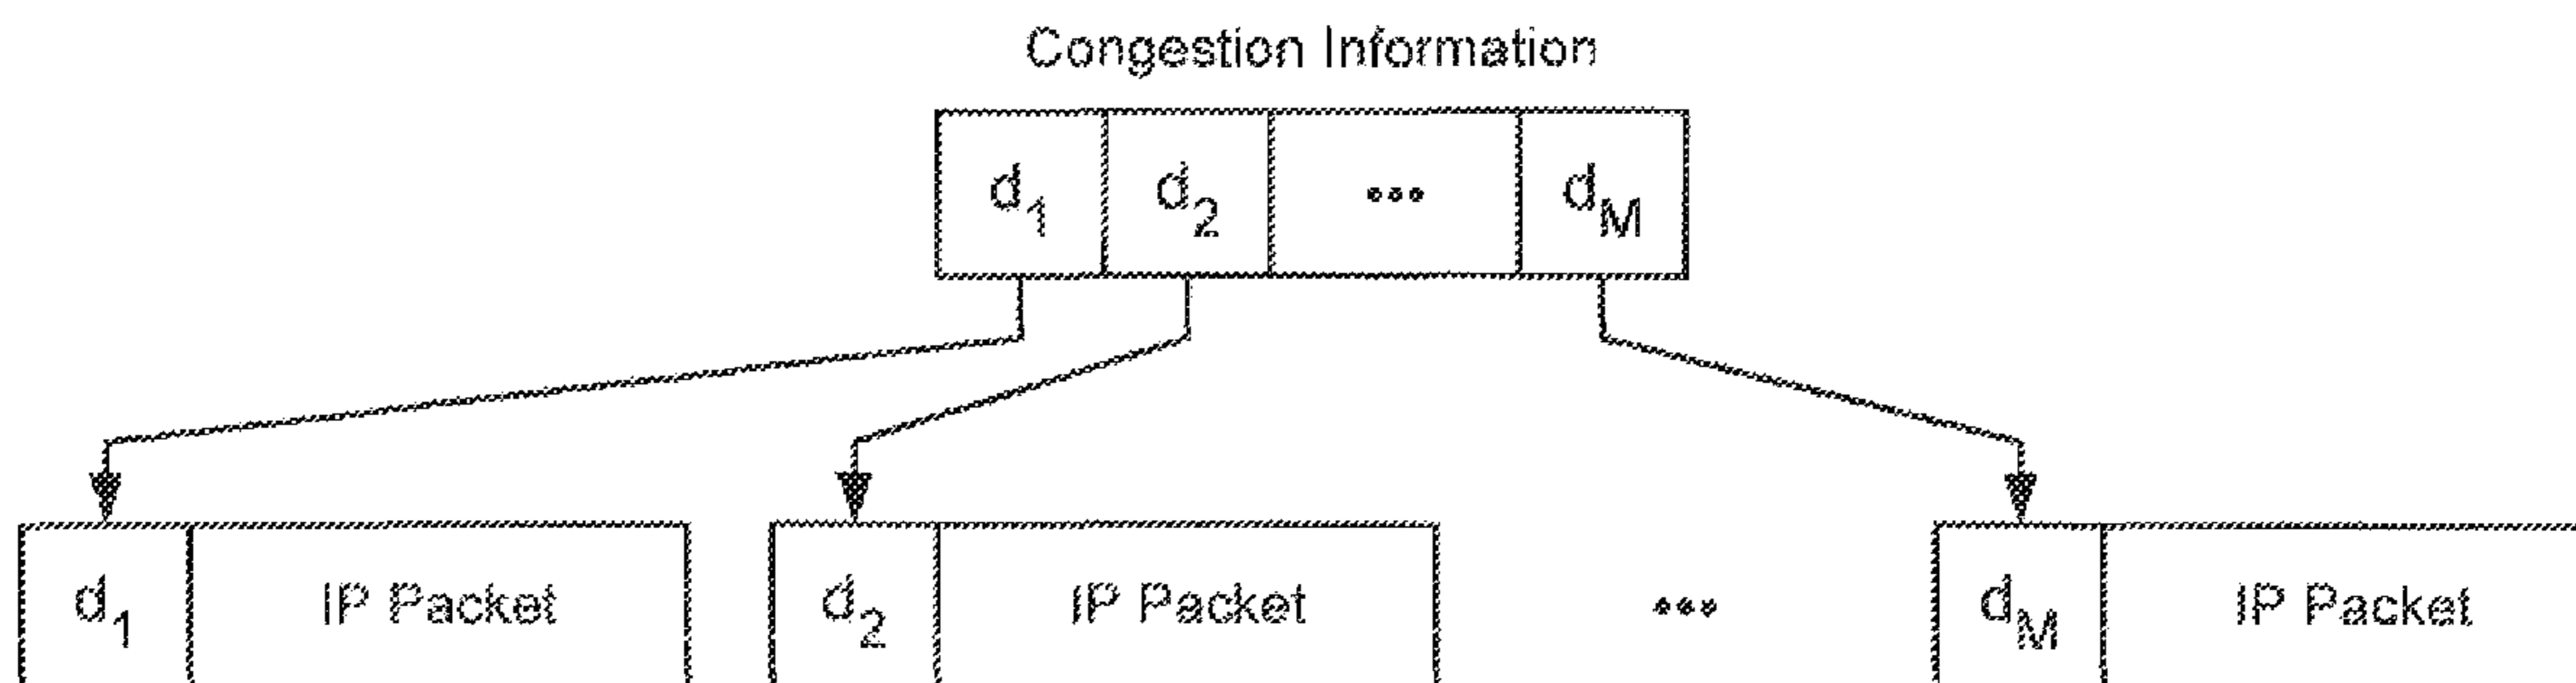 Congestion Information
d1 d2 ••• dM
d1 IP Packet d2 IP Packet ••• dM IP Packet